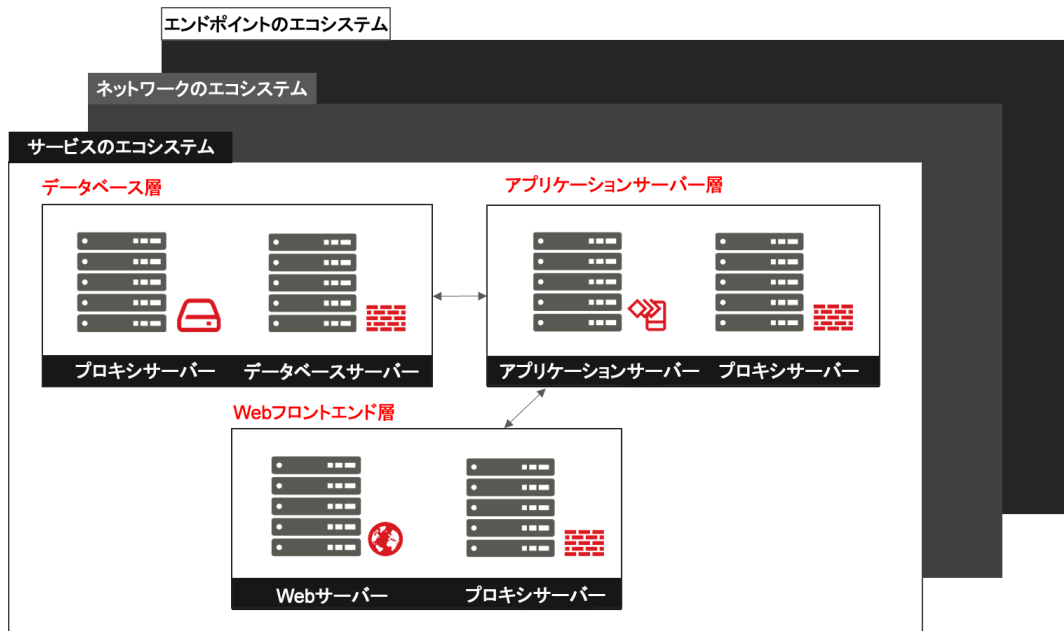 エンドポイントのエコシステム
ネットワークのエコシステム
サービスのエコシステム
データベース層
アプリケーションサーバー層
プロキシサーバー
データベースサーバー
アプリケーションサーバー
プロキシサーバー
Webフロントエンド層
Webサーバー
プロキシサーバー